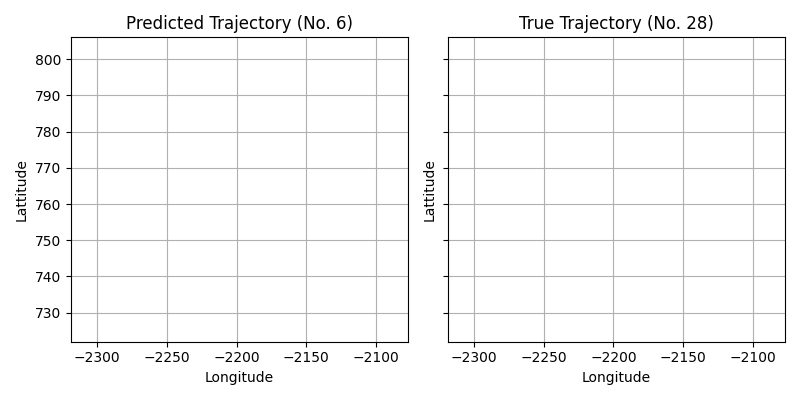 Predicted Trajectory (No. 6)
True Trajectory (No. 28)
Lattitude
800
790
780
770
760
750
740
730
−2300 −2250 −2200 −2150 −2100
Longitude
Lattitude
−2300 −2250 −2200 −2150 −2100
Longitude